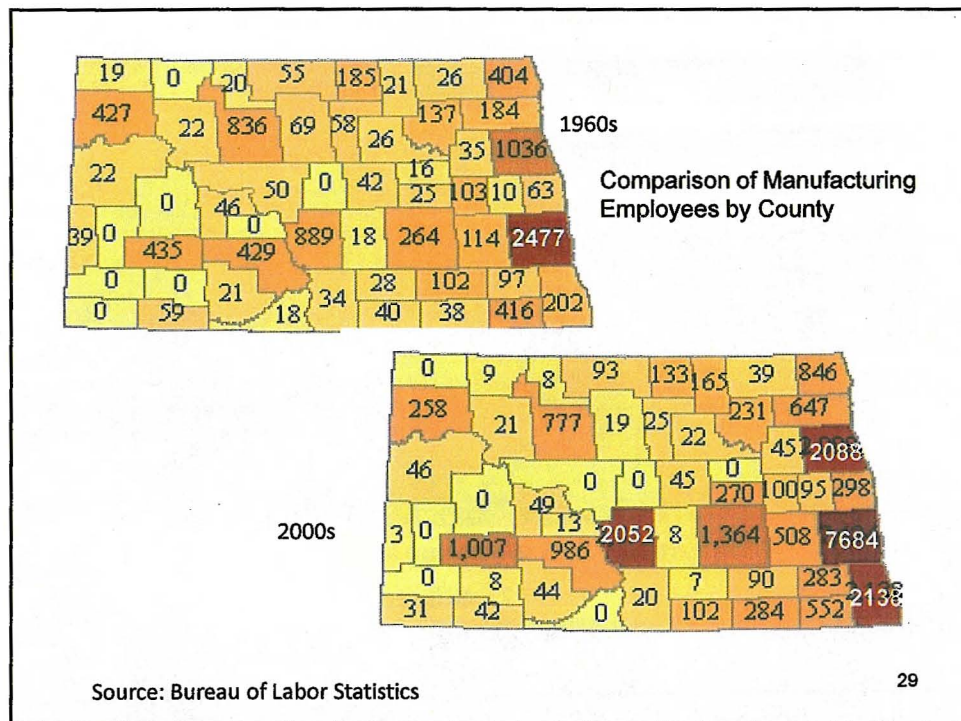 19 0 20 55 185 21 26 404
427 22 836 69 58 26 137 184
1960s
35 1036
22 0 50 0 42 16
25 103 10 63
Comparison of Manufacturing
Employees by County
46
39 0 0 889 18 264 114 2477
435 429
0 0 21 28 102 97
34 202
0 59 18 40 38 416
0 9 8 93 133 165 39 846
258 21 777 19 25 22 231 647
45 2088
46 0 0 0 45 0
270 100 95 298
49
2000s
3 0 13 2052 8 1,364 508 7684
1,007 986
0 8 44 7 90 283
20 2138
31 42 0 102 284 552
Source: Bureau of Labor Statistics
29